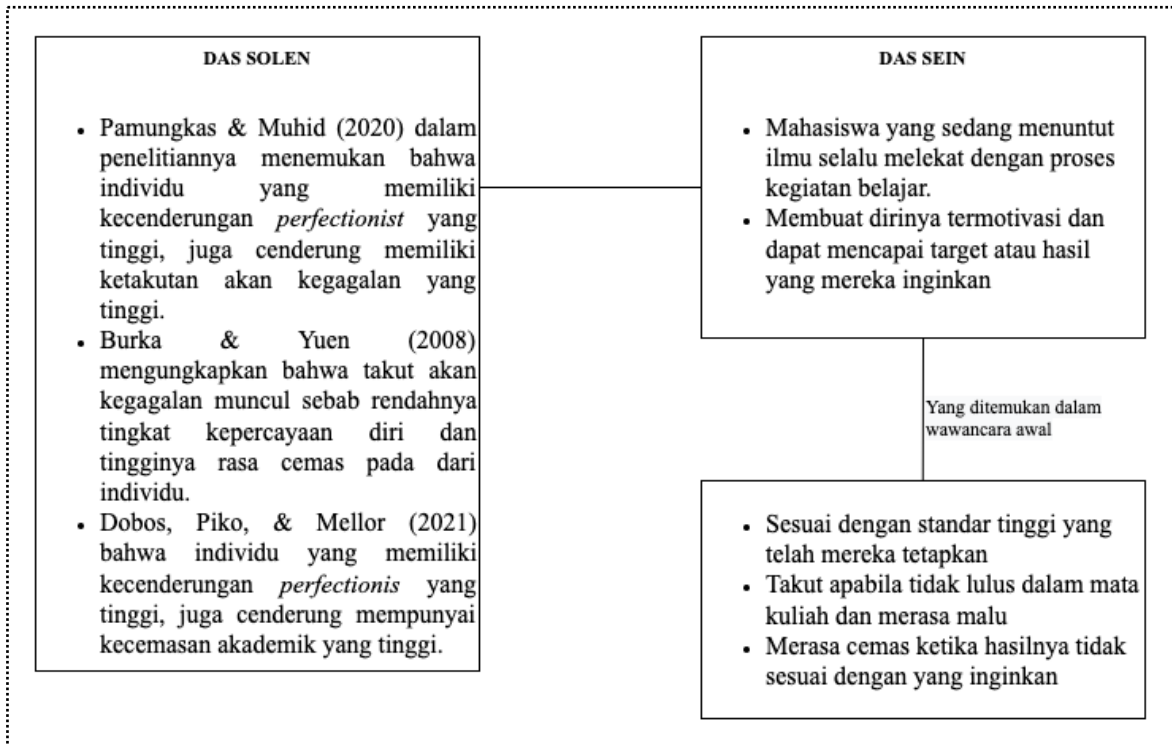 DAS SOLEN
• Pamungkas & Muhid (2020) dalam
penelitiannya menemukan bahwa
individu yang memiliki
kecenderungan perfectionist yang
tinggi, juga cenderung memiliki
ketakutan akan kegagalan yang
tinggi.
• Burka & Yuen (2008)
mengungkapkan bahwa takut akan
kegagalan muncul sebab rendahnya
tingkat kepercayaan diri dan
tingginya rasa cemas pada dari
individu.
• Dobos, Piko, & Mellor (2021)
bahwa individu yang memiliki
kecenderungan perfectionis yang
tinggi, juga cenderung mempunyai
kecemasan akademik yang tinggi.
DAS SEIN
• Mahasiswa yang sedang menuntut
ilmu selalu melekat dengan proses
kegiatan belajar.
• Membuat dirinya termotivasi dan
dapat mencapai target atau hasil
yang mereka inginkan
Yang ditemukan dalam
wawancara awal
• Sesuai dengan standar tinggi yang
telah mereka tetapkan
• Takut apabila tidak lulus dalam mata
kuliah dan merasa malu
• Merasa cemas ketika hasilnya tidak
sesuai dengan yang inginkan